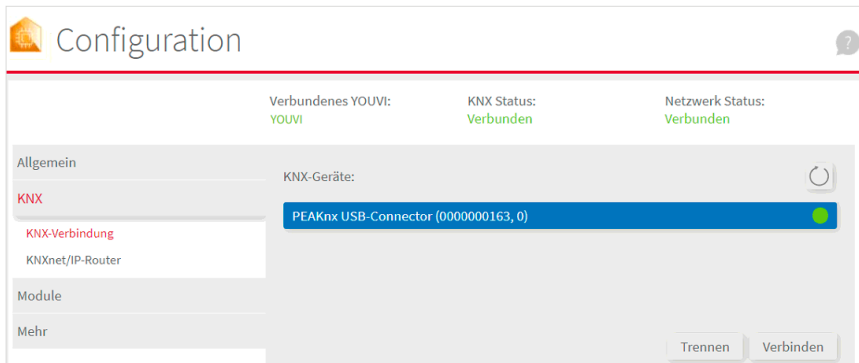 Configuration
?
Verbundenes YOUVI:
YOUVI
KNX Status:
Verbunden
Netzwerk Status:
Verbunden
Allgemein
KNX
KNX-Verbindung
KNXnet/IP-Router
Module
Mehr
KNX-Geräte:
PEAKnx USB-Connector (0000000163, 0)
Trennen
Verbinden